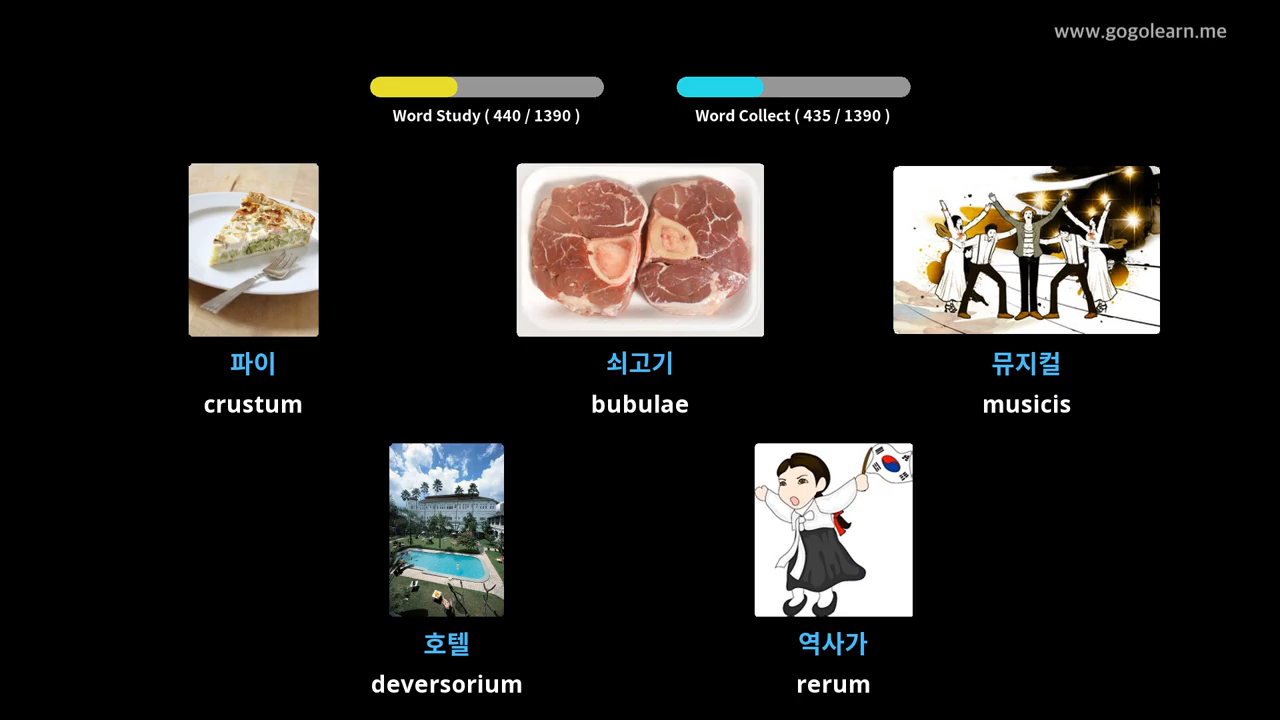 www.gogolearn.me
Word Study ( 440 / 1390 )
Word Collect ( 435 / 1390 )
파이
crustum
쇠고기
bubulae
뮤지컬
musicis
호텔
deversorium
역사가
rerum